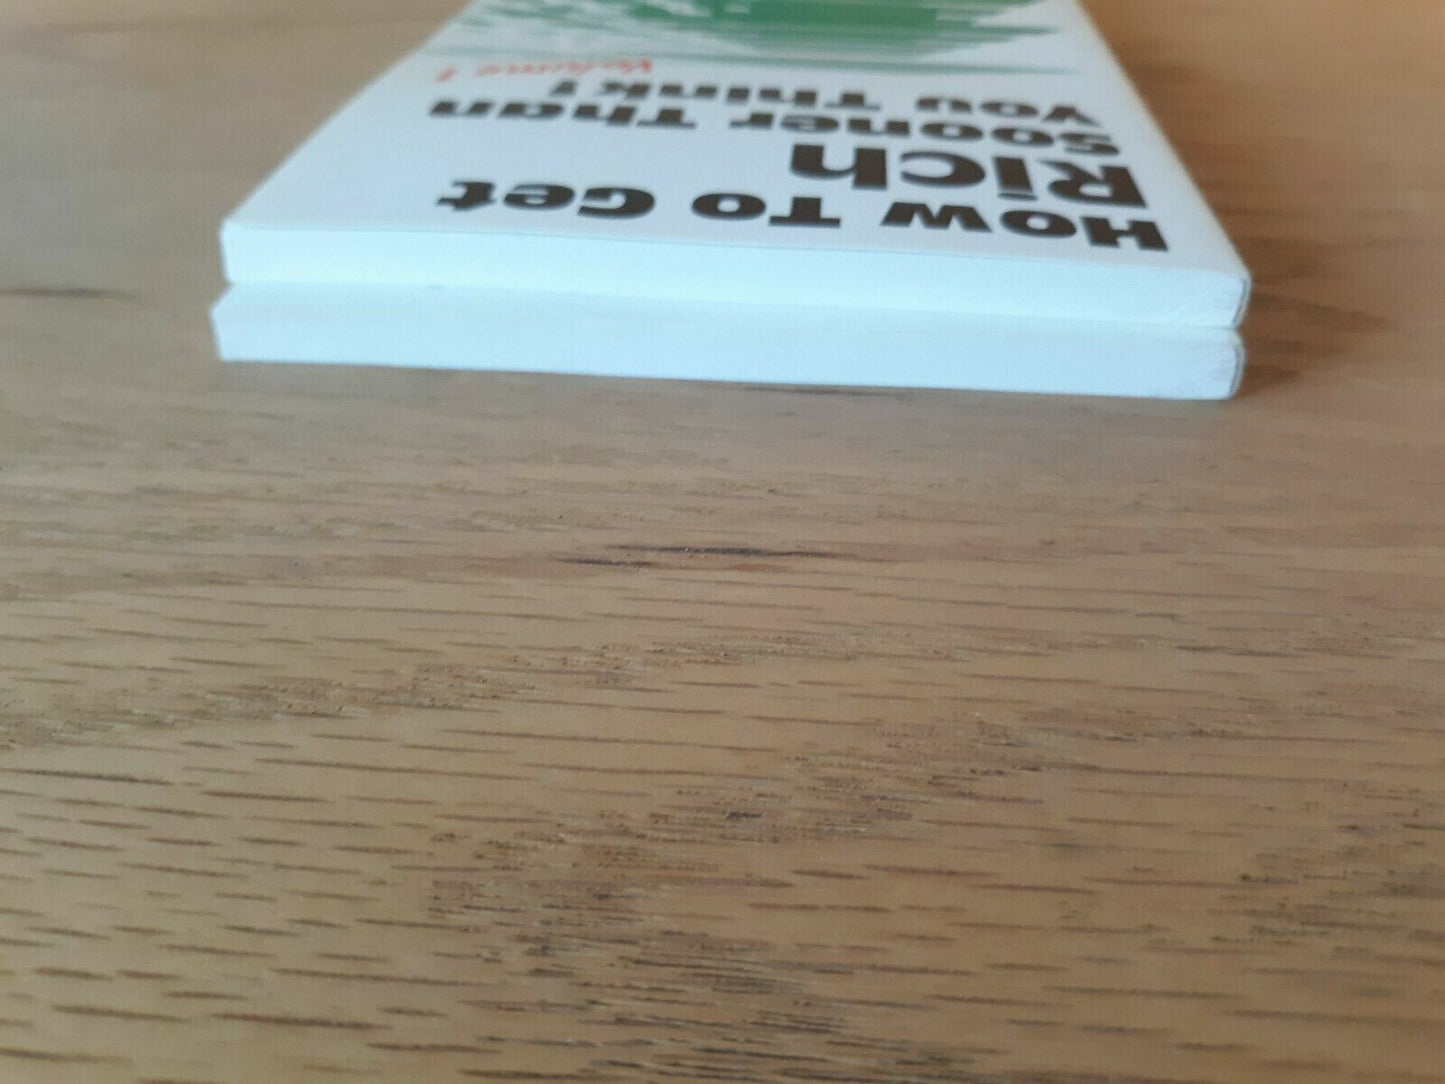 How To Get
Rich
Sooner Than
You Think!
Volume 1